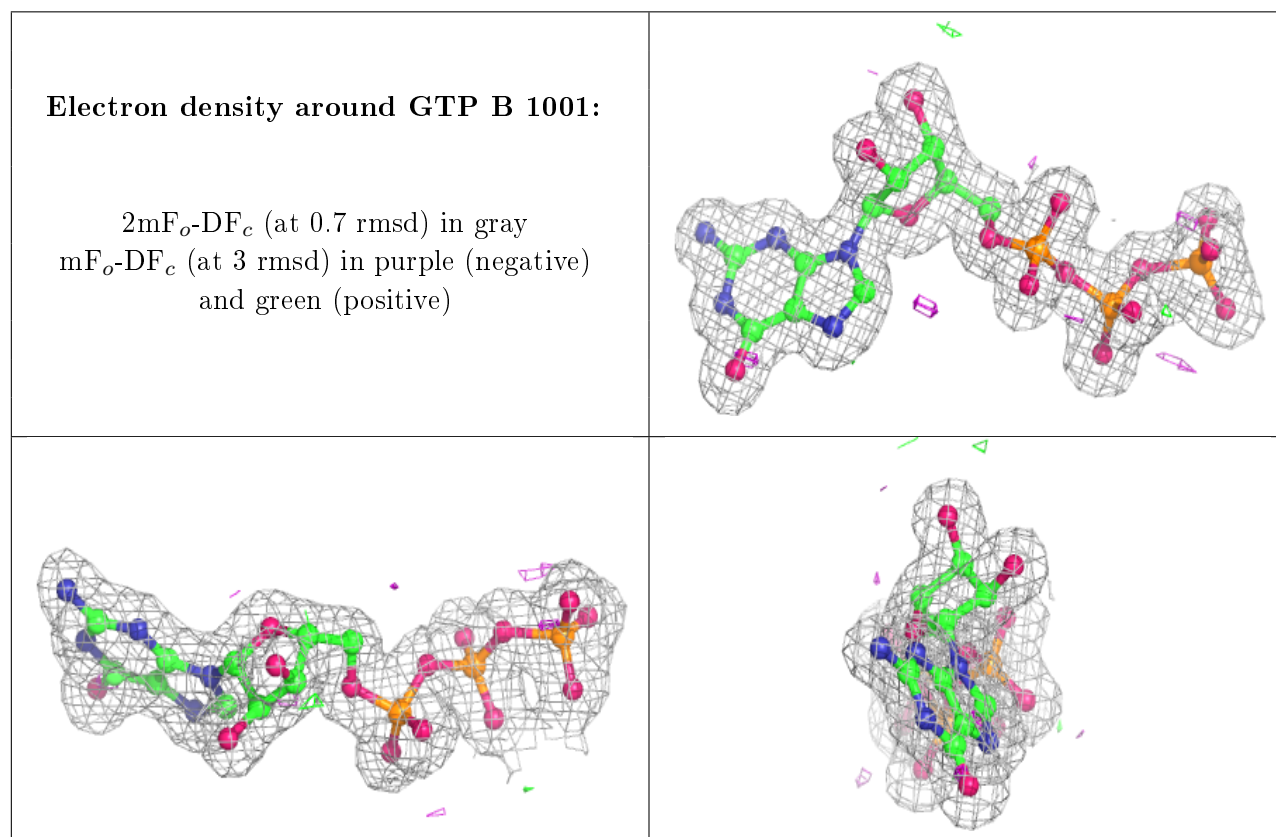 Electron density around GTP B 1001:
2mFₒ-DF𝒸 (at 0.7 rmsd) in gray
mFₒ-DF𝒸 (at 3 rmsd) in purple (negative)
and green (positive)